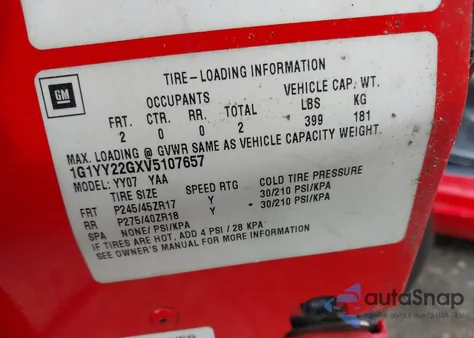 GM
TIRE-LOADING INFORMATION
OCCUPANTS VEHICLE CAP. WT.
FRT. CTR. RR. TOTAL LBS KG
2 0 0 2 399 181
MAX. LOADING @ GVWR SAME AS VEHICLE CAPACITY WEIGHT.
1G1YY22GXV5107657
MODEL: YY07 YAA
TIRE SIZE SPEED RTG COLD TIRE PRESSURE
FRT P245/45ZR17 Y 30/210 PSI/KPA
RR P275/40ZR18 Y 30/210 PSI/KPA
SPA NONE/ PSI/KPA
IF TIRES ARE HOT, ADD 4 PSI / 28 KPA
SEE OWNER'S MANUAL FOR MORE INFORMATION
autoSnap